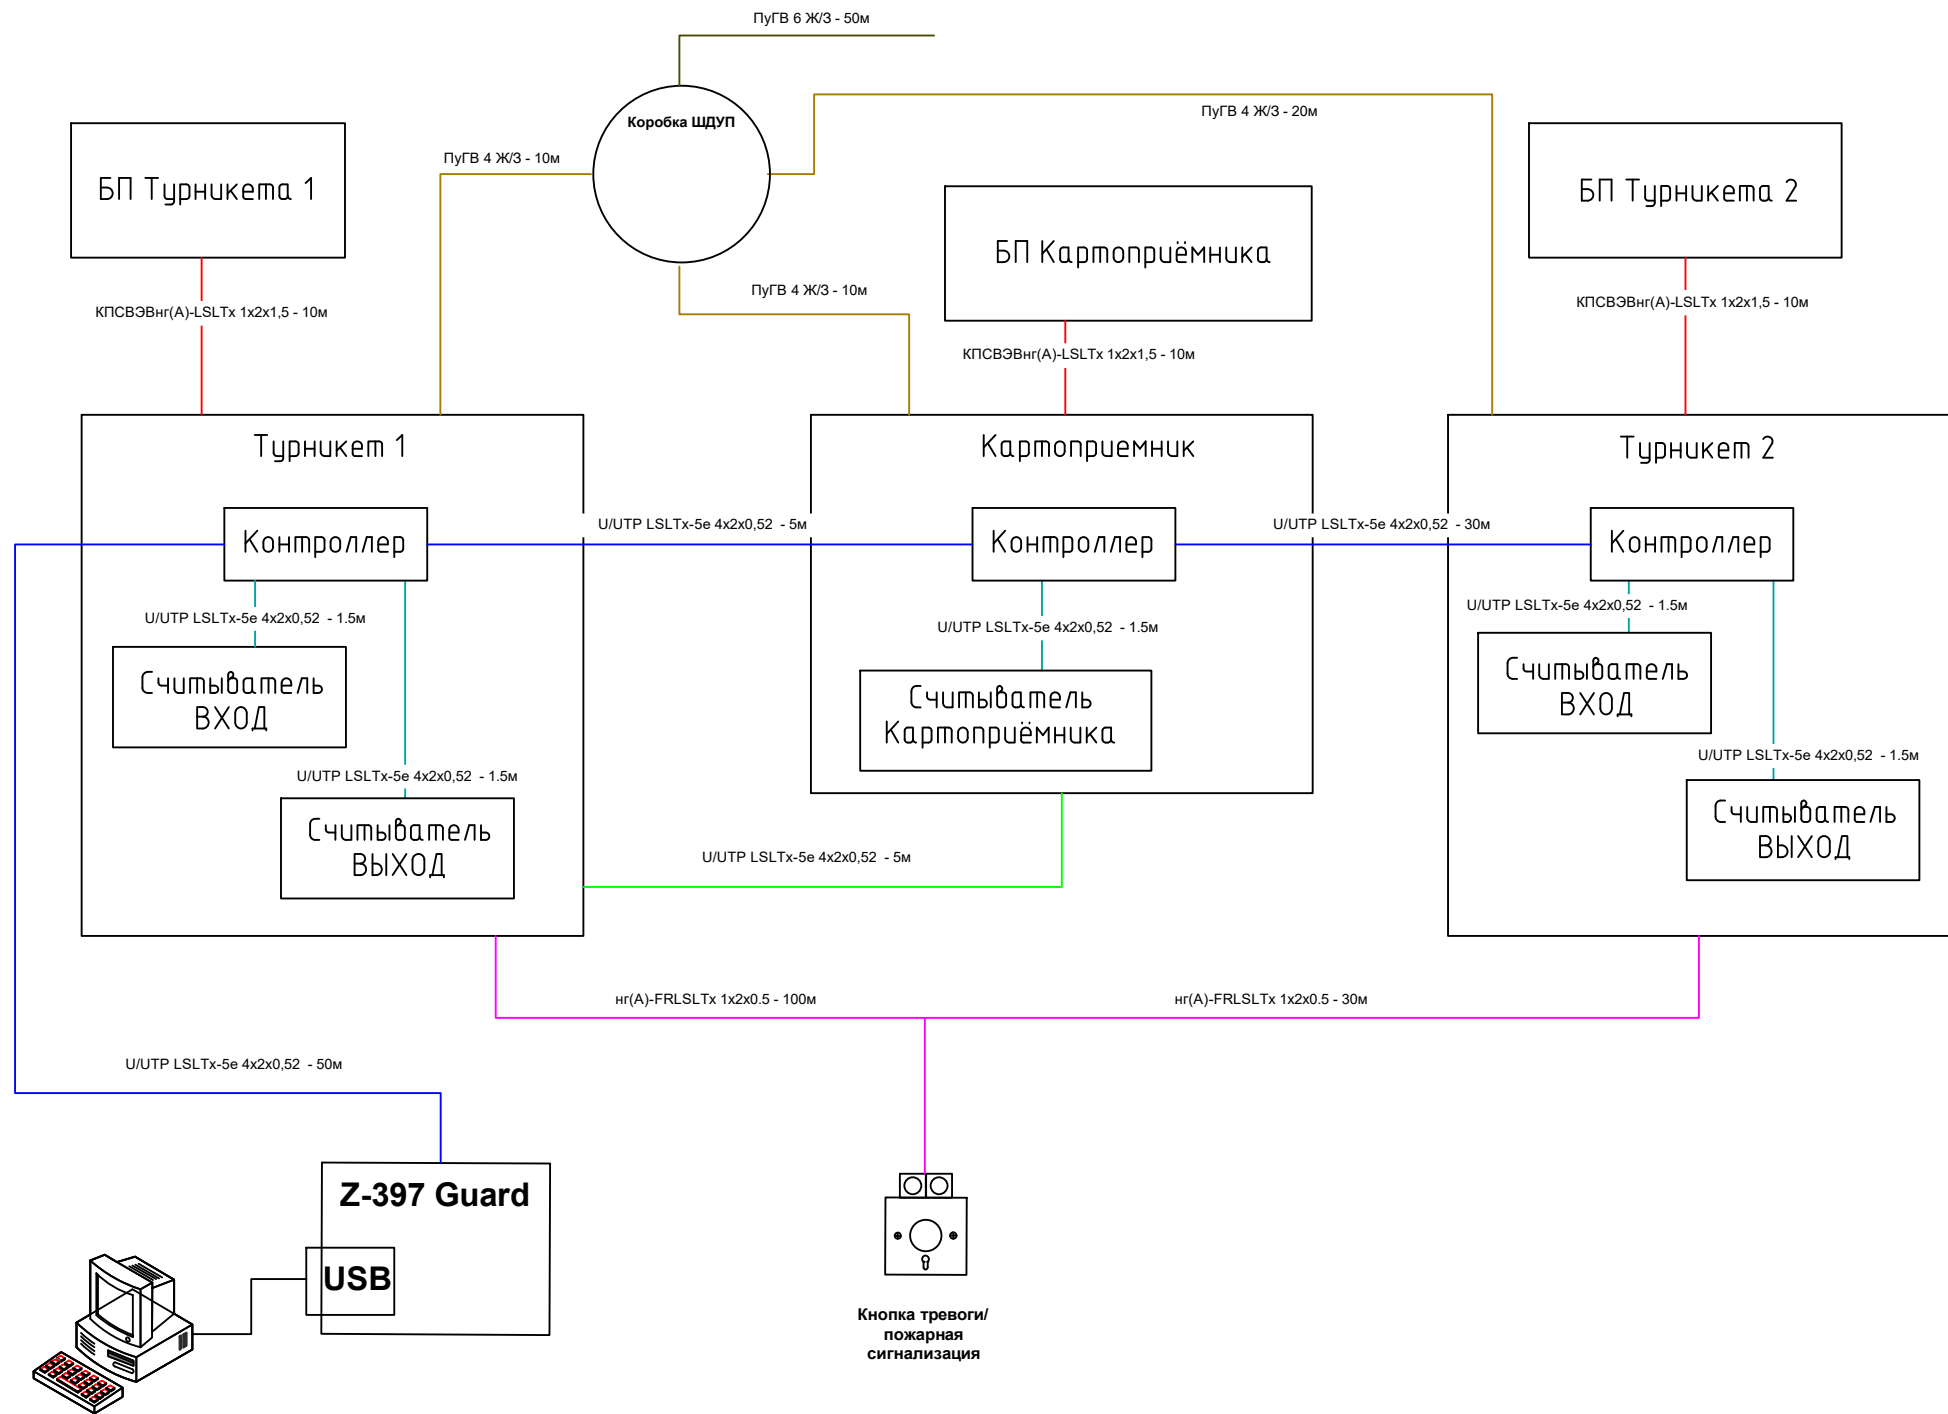 ПуГВ 6 Ж/З - 50м
Коробка ШДУП
ПуГВ 4 Ж/З - 20м
ПуГВ 4 Ж/З - 10м
БП Турникета 1
БП Турникета 2
БП Картоприёмника
ПуГВ 4 Ж/З - 10м
КПСВЭВнг(А)-LSLTx 1x2x1,5 - 10м
КПСВЭВнг(А)-LSLTx 1x2x1,5 - 10м
КПСВЭВнг(А)-LSLTx 1x2x1,5 - 10м
Турникет 1
Картоприемник
Турникет 2
U/UTP LSLTx-5e 4x2x0,52 - 5м
U/UTP LSLTx-5e 4x2x0,52 - 30м
Контроллер
Контроллер
Контроллер
U/UTP LSLTx-5e 4x2x0,52 - 1.5м
U/UTP LSLTx-5e 4x2x0,52 - 1.5м
U/UTP LSLTx-5e 4x2x0,52 - 1.5м
Считыватель
ВХОД
Считыватель
Картоприёмника
Считыватель
ВХОД
U/UTP LSLTx-5e 4x2x0,52 - 1.5м
U/UTP LSLTx-5e 4x2x0,52 - 1.5м
Считыватель
ВЫХОД
Считыватель
ВЫХОД
U/UTP LSLTx-5e 4x2x0,52 - 5м
нг(А)-FRLSLTx 1x2x0.5 - 100м
нг(А)-FRLSLTx 1x2x0.5 - 30м
U/UTP LSLTx-5e 4x2x0,52 - 50м
Z-397 Guard
USB
Кнопка тревоги/
пожарная
сигнализация